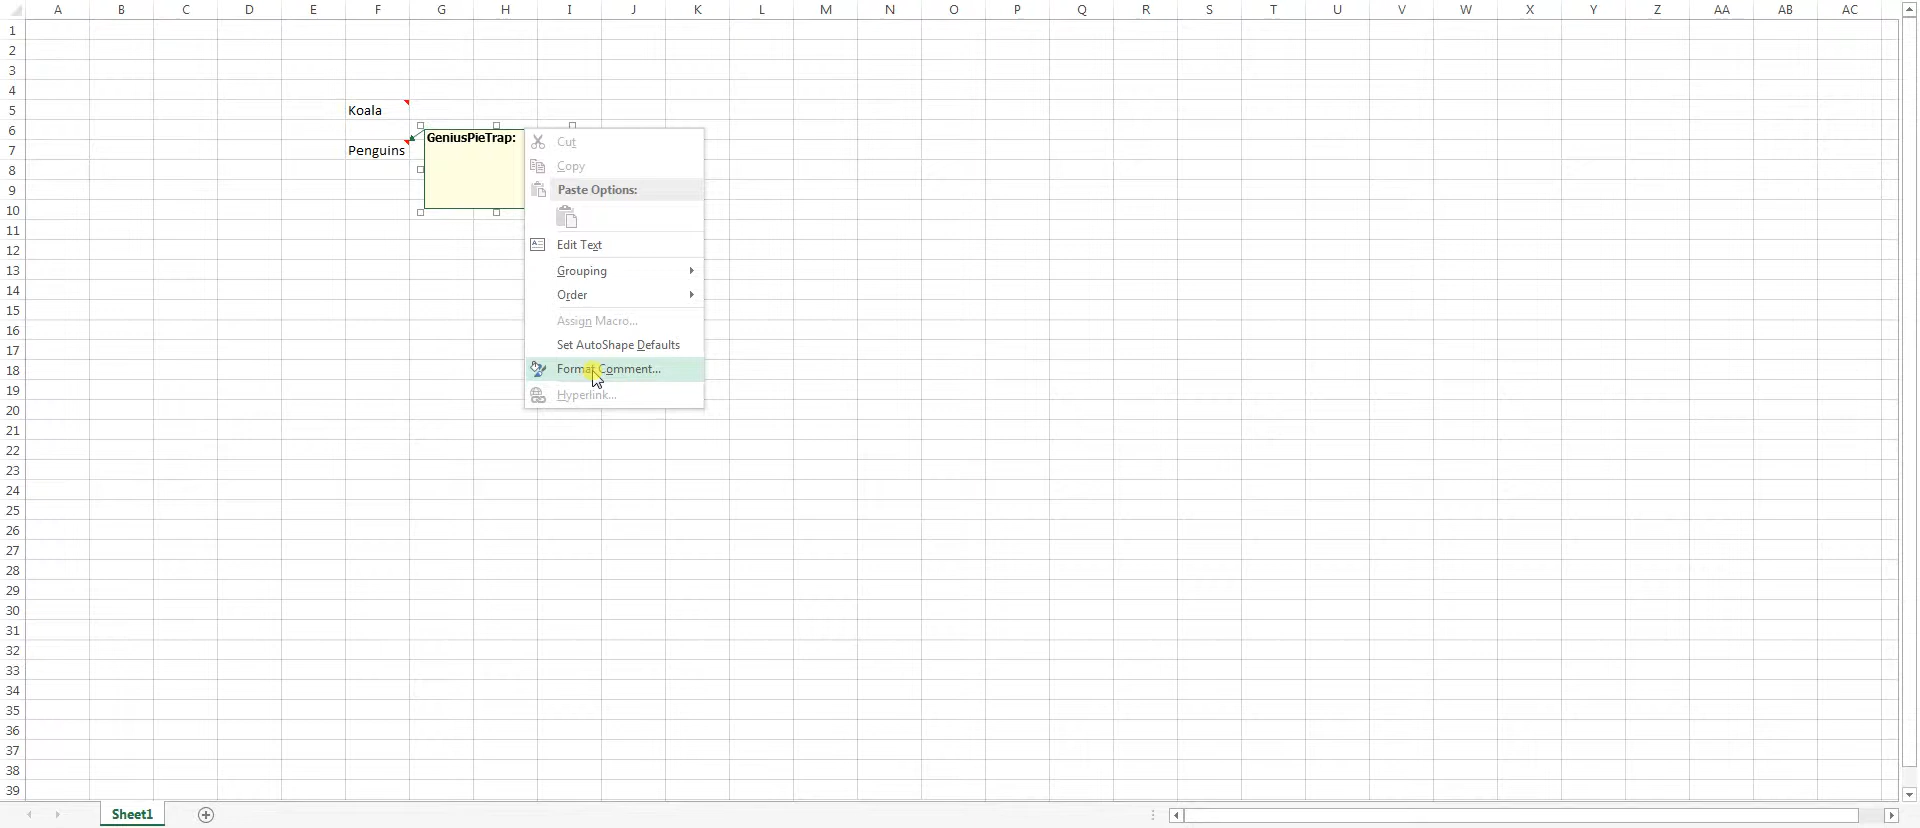 A B C D E F G H I J K L M N O P Q R S T U V W X Y Z AA AB AC
1
2
3
4
5 Koala
6
GeniusPieTrap:
7 Penguins
8
9
10
11
12
13
14
15
16
17
18
19
20
21
22
23
24
25
26
27
28
29
30
31
32
33
34
35
36
37
38
39
Cut
Copy
Paste Options:
Edit Text
Grouping
Order
Assign Macro...
Set AutoShape Defaults
Format Comment...
Hyperlink...
Sheet1